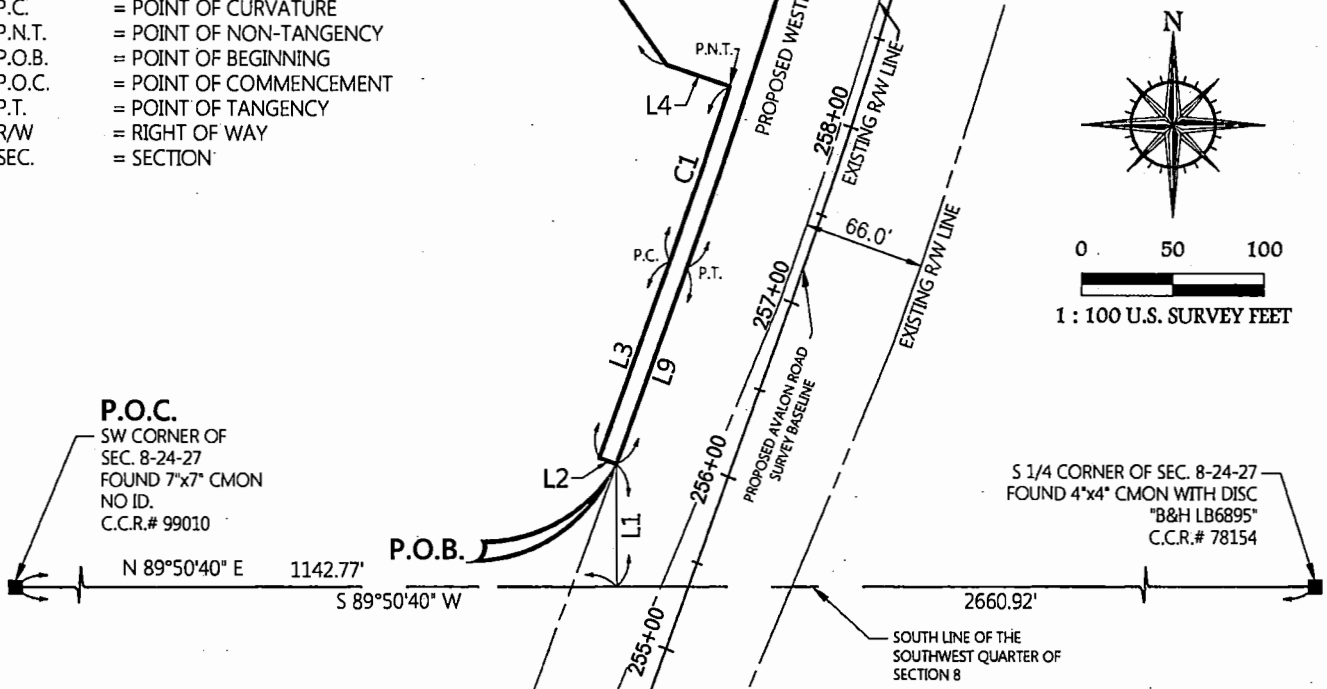 P.C. = POINT OF CURVATURE
P.N.T. = POINT OF NON-TANGENCY
P.O.B. = POINT OF BEGINNING
P.O.C. = POINT OF COMMENCEMENT
P.T. = POINT OF TANGENCY
R/W = RIGHT OF WAY
SEC. = SECTION
P.N.T.
L4
C1
P.C.
P.T.
L3
L9
L2
L1
PROPOSED WEST
258+00
EXISTING R/W LINE
EXISTING R/W LINE
66.0'
257+00
EXISTING R/W LINE
PROPOSED AVALON ROAD
SURVEY BASELINE
256+00
255+00
N
0 50 100
1 : 100 U.S. SURVEY FEET
P.O.C.
SW CORNER OF
SEC. 8-24-27
FOUND 7"x7" CMON
NO ID.
C.C.R.# 99010
P.O.B.
N 89°50'40" E 1142.77'
S 89°50'40" W
2660.92'
S 1/4 CORNER OF SEC. 8-24-27
FOUND 4"x4" CMON WITH DISC
"B&H LB6895"
C.C.R.# 78154
SOUTH LINE OF THE
SOUTHWEST QUARTER OF
SECTION 8